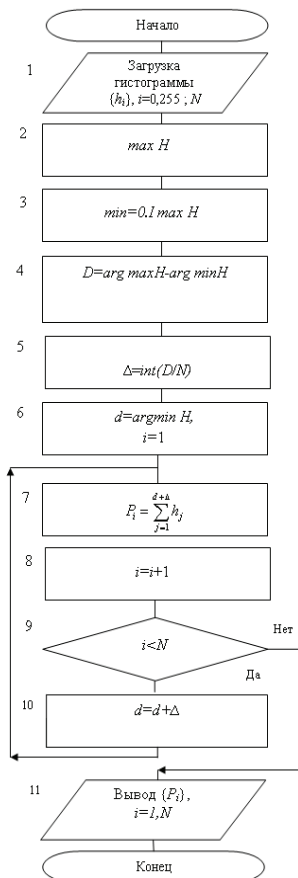 Начало
1
Загрузка
гистограммы
{hᵢ}, i=0,255 ; N
2
max H
3
min=0.1 max H
4
D=arg maxH-arg minH
5
Δ=int(D/N)
6
d=argmin H,
i=1
7
Pᵢ = ∑_{j=1}^{d+Δ} hⱼ
8
i=i+1
9
i<N
Нет
Да
10
d=d+Δ
11
Вывод {Pᵢ},
i=1,N
Конец